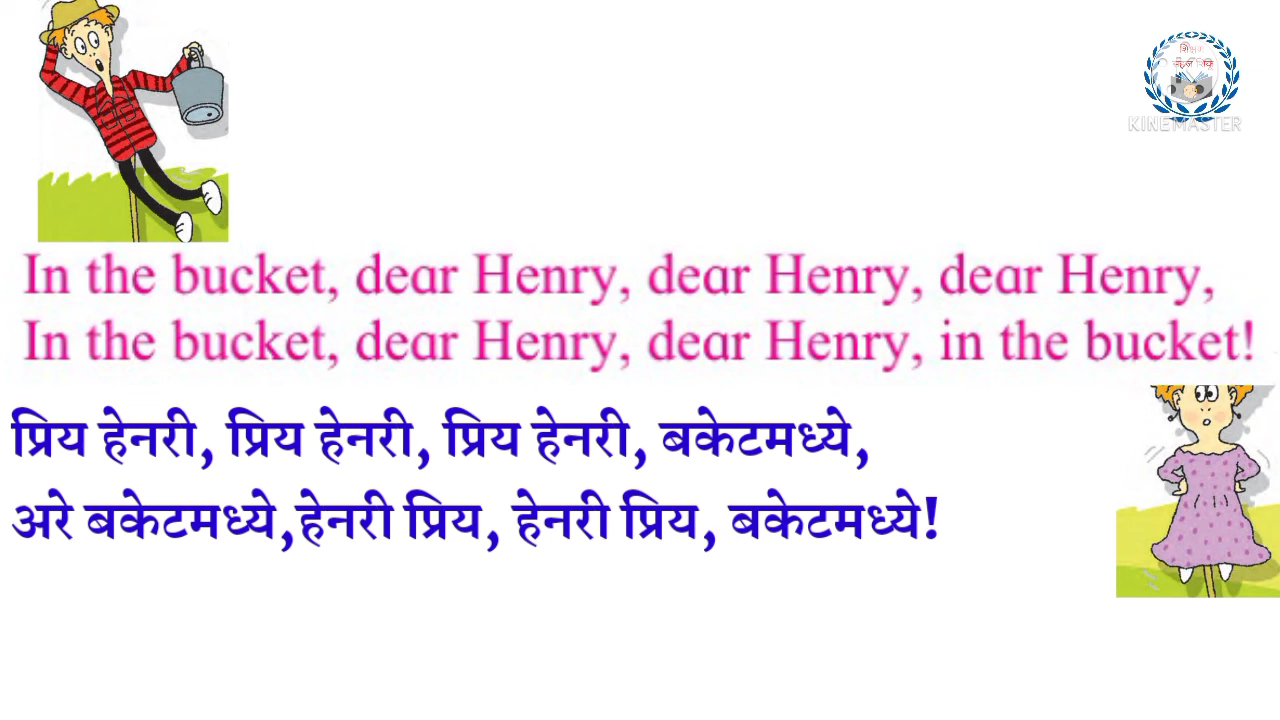 शिक्षण
KINEMASTER
In the bucket, dear Henry, dear Henry, dear Henry,
In the bucket, dear Henry, dear Henry, in the bucket!
प्रिय हेनरी, प्रिय हेनरी, प्रिय हेनरी, बकेटमध्ये,
अरे बकेटमध्ये,हेनरी प्रिय, हेनरी प्रिय, बकेटमध्ये!